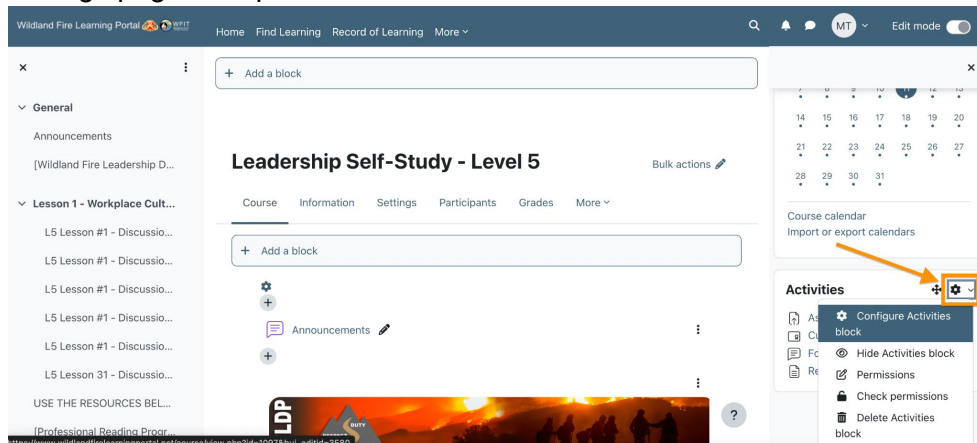 Wildland Fire Learning Portal WFIT
Home Find Learning Record of Learning More
MT
Edit mode
+ Add a block
General
Announcements
[Wildland Fire Leadership D...
Lesson 1 - Workplace Cult...
L5 Lesson #1 - Discussio...
L5 Lesson #1 - Discussio...
L5 Lesson #1 - Discussio...
L5 Lesson #1 - Discussio...
L5 Lesson #1 - Discussio...
L5 Lesson 31 - Discussio...
USE THE RESOURCES BEL...
[Professional Reading Progr...
Leadership Self-Study - Level 5
Bulk actions
Course Information Settings Participants Grades More
+ Add a block
Announcements
LDP
DUTY
?
14 15 16 17 18 19 20
21 22 23 24 25 26 27
28 29 30 31
Course calendar
Import or export calendars
Activities
Configure Activities
block
Hide Activities block
Permissions
Check permissions
Delete Activities
block